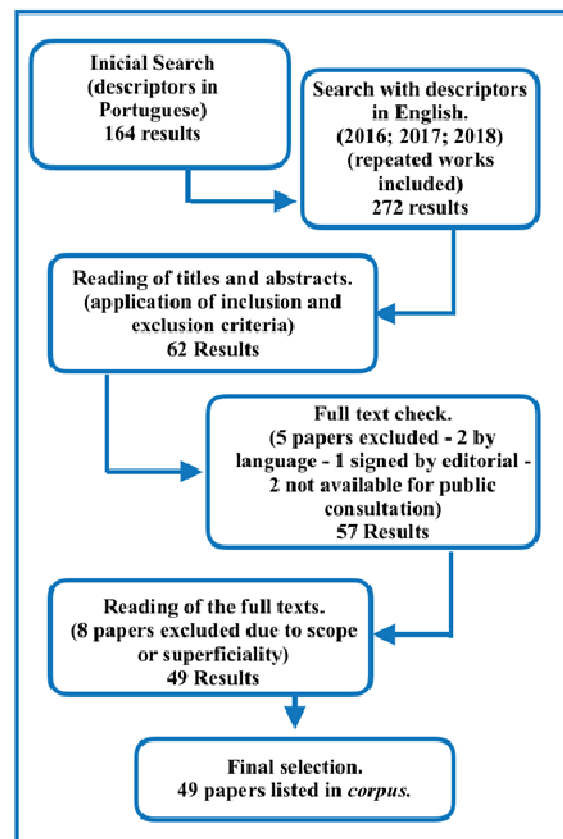 Inicial Search
(descriptors in
Portuguese)
164 results
Search with descriptors
in English.
(2016; 2017; 2018)
(repeated works
included)
272 results
Reading of titles and abstracts.
(application of inclusion and
exclusion criteria)
62 Results
Full text check.
(5 papers excluded - 2 by
language - 1 signed by editorial -
2 not available for public
consultation)
57 Results
Reading of the full texts.
(8 papers excluded due to scope
or superficiality)
49 Results
Final selection.
49 papers listed in corpus.